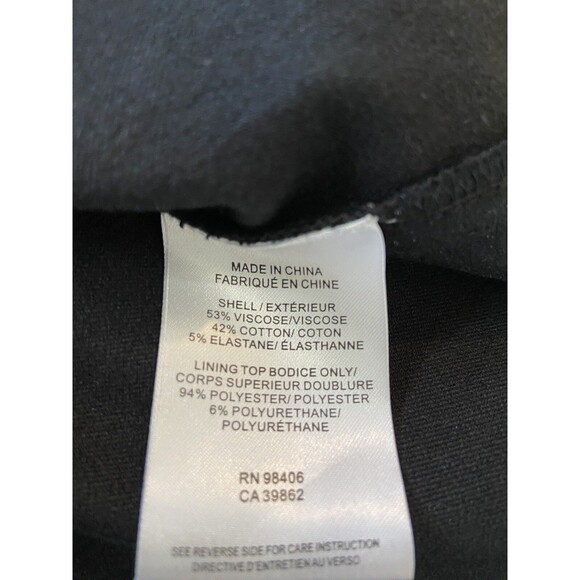 MADE IN CHINA
FABRIQUÉ EN CHINE
SHELL/EXTÉRIEUR
53% VISCOSE/VISCOSE
42% COTTON/ COTON
5% ELASTANE/ ÉLASTHANNE
LINING TOP BODICE ONLY/
CORPS SUPERIEUR DOUBLURE
94% POLYESTER/ POLYESTER
6% POLYURETHANE/
POLYURÉTHANE
RN 98406
CA 39862
SEE REVERSE SIDE FOR CARE INSTRUCTION
DIRECTIVE D'ENTRETIEN AU VERSO